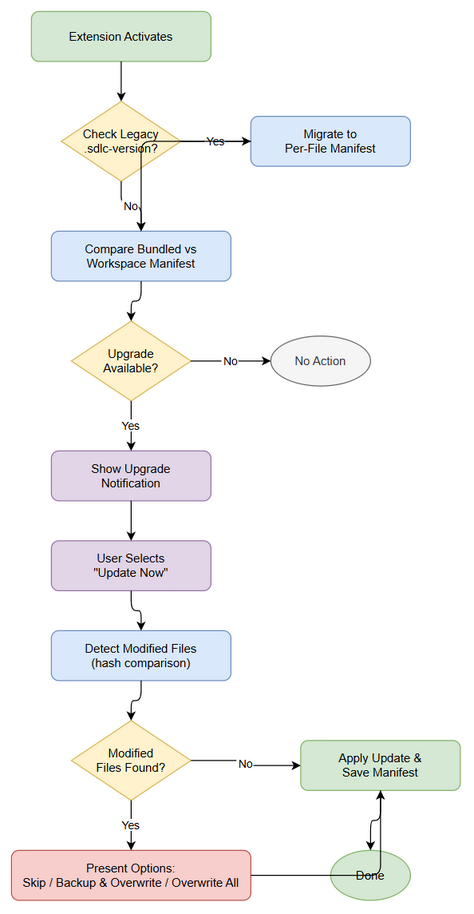 Extension Activates
Check Legacy
.sdlc-version?
Yes
Migrate to
Per-File Manifest
No
Compare Bundled vs
Workspace Manifest
Upgrade
Available?
No
No Action
Yes
Show Upgrade
Notification
User Selects
"Update Now"
Detect Modified Files
(hash comparison)
Modified
Files Found?
No
Apply Update &
Save Manifest
Yes
Present Options:
Skip / Backup & Overwrite / Overwrite All
Done